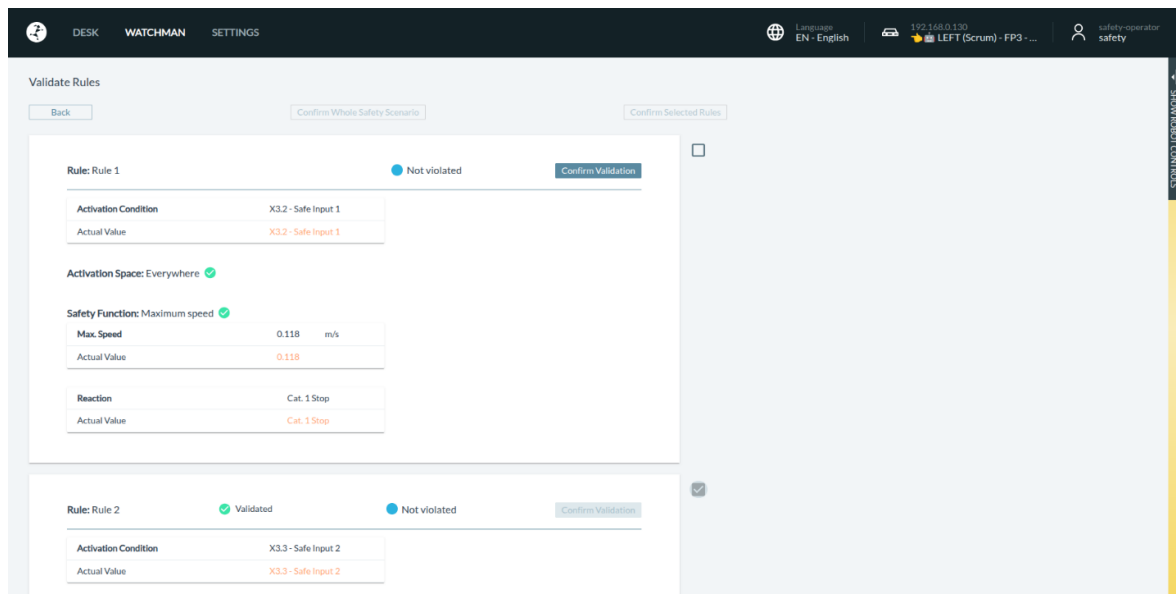 DESK WATCHMAN SETTINGS Language 192.168.0.130 safety-operator
EN - English 👈🤖 LEFT (Scrum) - FP3 - ... safety
SHOW ROBOT CONTROLS
Validate Rules
Back Confirm Whole Safety Scenario Confirm Selected Rules
Rule: Rule 1 Not violated Confirm Validation
Activation Condition X3.2 - Safe Input 1
Actual Value X3.2 - Safe Input 1
Activation Space: Everywhere
Safety Function: Maximum speed
Max. Speed 0.118 m/s
Actual Value 0.118
Reaction Cat. 1 Stop
Actual Value Cat. 1 Stop
Rule: Rule 2 Validated Not violated Confirm Validation
Activation Condition X3.3 - Safe Input 2
Actual Value X3.3 - Safe Input 2